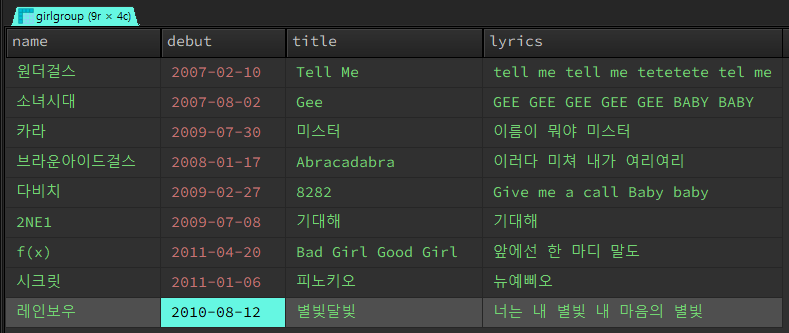 girlgroup (9r × 4c)
name debut title lyrics
원더걸스 2007-02-10 Tell Me tell me tell me tetetete tel me
소녀시대 2007-08-02 Gee GEE GEE GEE GEE GEE BABY BABY
카라 2009-07-30 미스터 이름이 뭐야 미스터
브라운아이드걸스 2008-01-17 Abracadabra 이러다 미쳐 내가 여리여리
다비치 2009-02-27 8282 Give me a call Baby baby
2NE1 2009-07-08 기대해 기대해
f(x) 2011-04-20 Bad Girl Good Girl 앞에선 한 마디 말도
시크릿 2011-01-06 피노키오 뉴예삐오
레인보우 2010-08-12 별빛달빛 너는 내 별빛 내 마음의 별빛